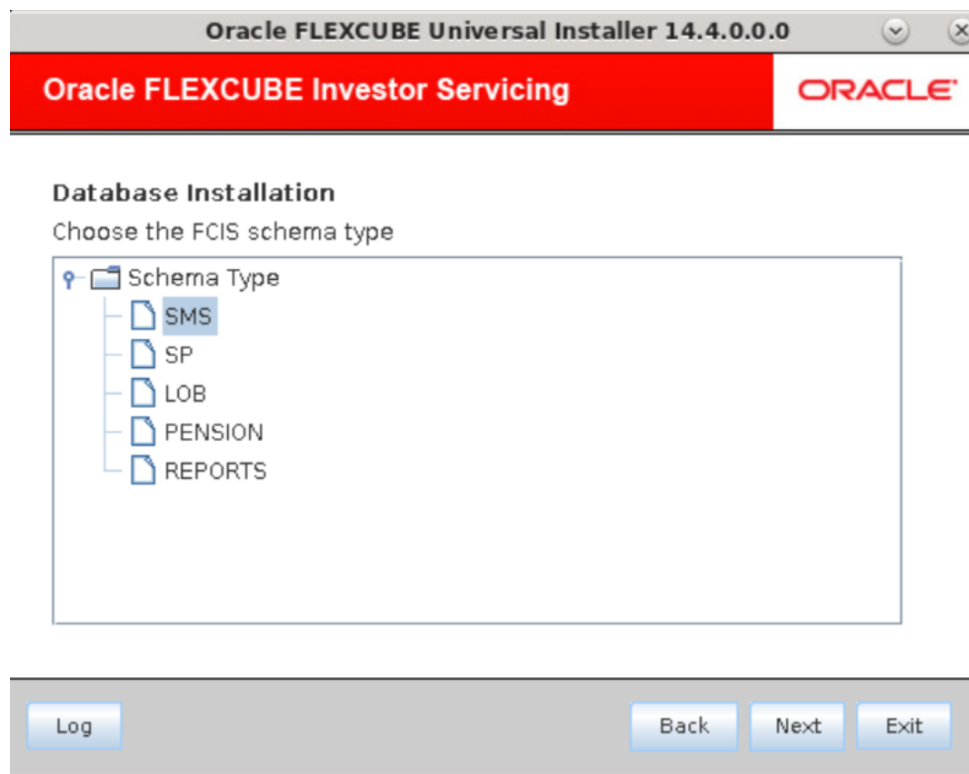 Oracle FLEXCUBE Universal Installer 14.4.0.0.0
Oracle FLEXCUBE Investor Servicing
ORACLE
Database Installation
Choose the FCIS schema type
Schema Type
SMS
SP
LOB
PENSION
REPORTS
Log Back Next Exit